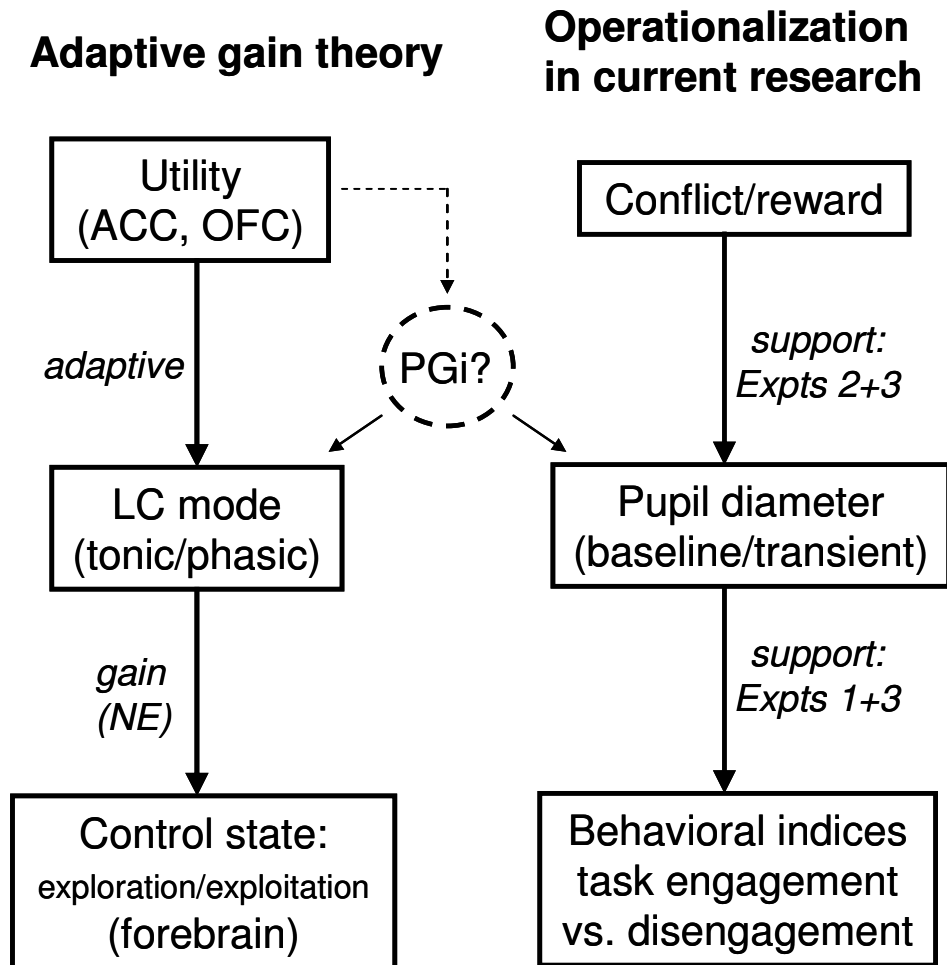 Adaptive gain theory
Operationalization
in current research
Utility
(ACC, OFC)
Conflict/reward
adaptive
PGi?
support:
Expts 2+3
LC mode
(tonic/phasic)
Pupil diameter
(baseline/transient)
gain
(NE)
support:
Expts 1+3
Control state:
exploration/exploitation
(forebrain)
Behavioral indices
task engagement
vs. disengagement